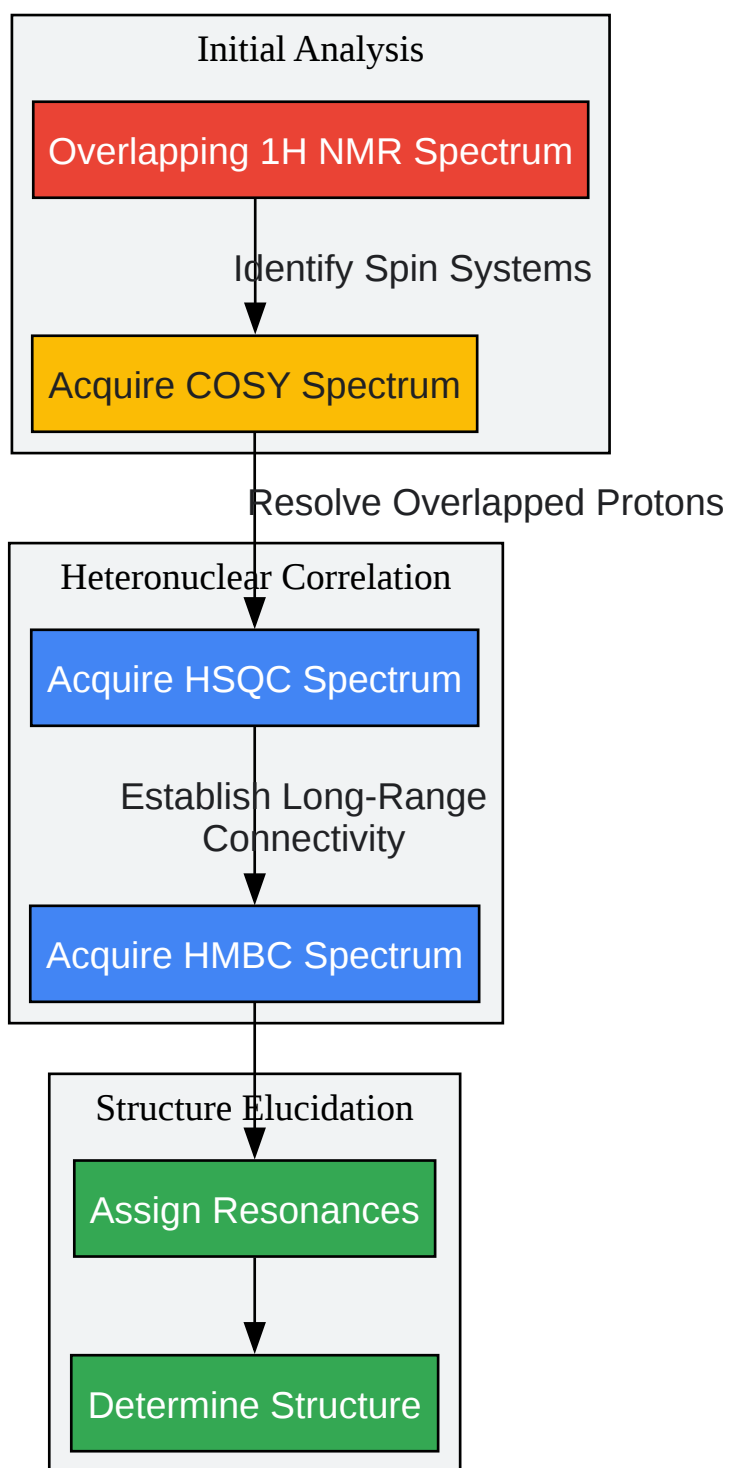 Initial Analysis
Overlapping 1H NMR Spectrum
Identify Spin Systems
Acquire COSY Spectrum
Resolve Overlapped Protons
Heteronuclear Correlation
Acquire HSQC Spectrum
Establish Long-Range
Connectivity
Acquire HMBC Spectrum
Structure Elucidation
Assign Resonances
Determine Structure